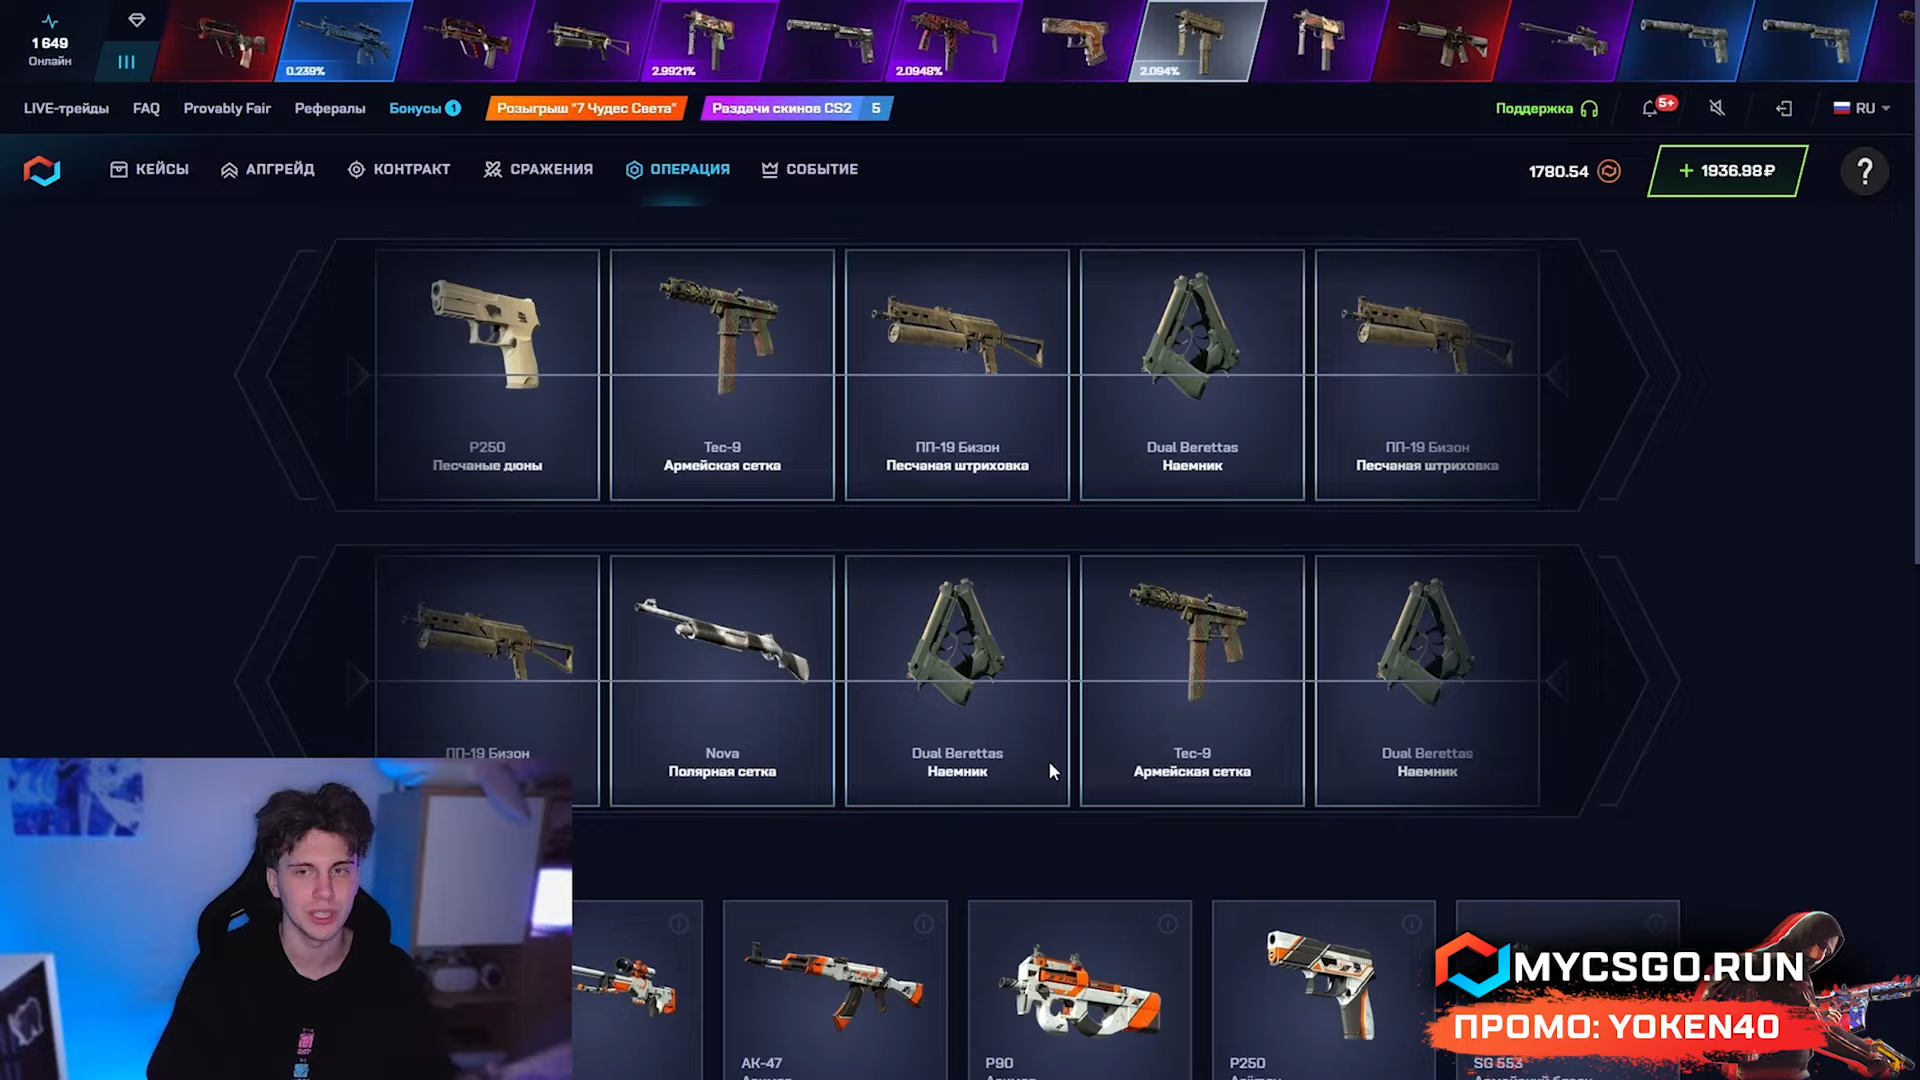 1 649
Онлайн
0.239%
2.9921%
2.0948%
2.094%
LIVE-трейды
FAQ
Provably Fair
Рефералы
Бонусы 1
Розыгрыш "7 Чудес Света"
Раздачи скинов CS2 5
Поддержка
5+
RU
КЕЙСЫ
АПГРЕЙД
КОНТРАКТ
СРАЖЕНИЯ
ОПЕРАЦИЯ
СОБЫТИЕ
1780.54
+ 1936.98₽
?
P250
Песчаные дюны
Tec-9
Армейская сетка
ПП-19 Бизон
Песчаная штриховка
Dual Berettas
Наемник
ПП-19 Бизон
Песчаная штриховка
ПП-19 Бизон
Nova
Полярная сетка
Dual Berettas
Наемник
Tec-9
Армейская сетка
Dual Berettas
Наемник
AK-47
P90
P250
SG 553
MYCSGO.RUN
ПРОМО: YOKEN40